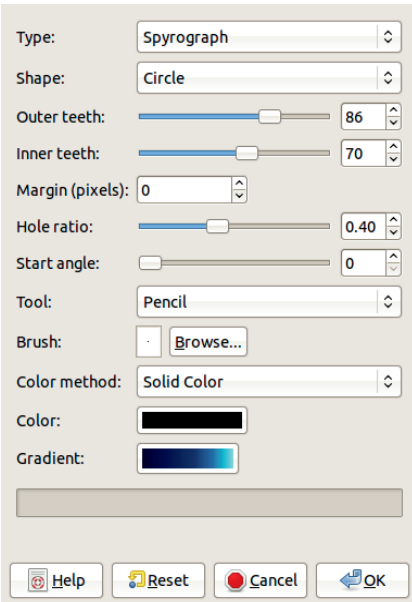 Type: Spyrograph
Shape: Circle
Outer teeth: 86
Inner teeth: 70
Margin (pixels): 0
Hole ratio: 0.40
Start angle: 0
Tool: Pencil
Brush: Browse...
Color method: Solid Color
Color:
Gradient:
Help Reset Cancel OK